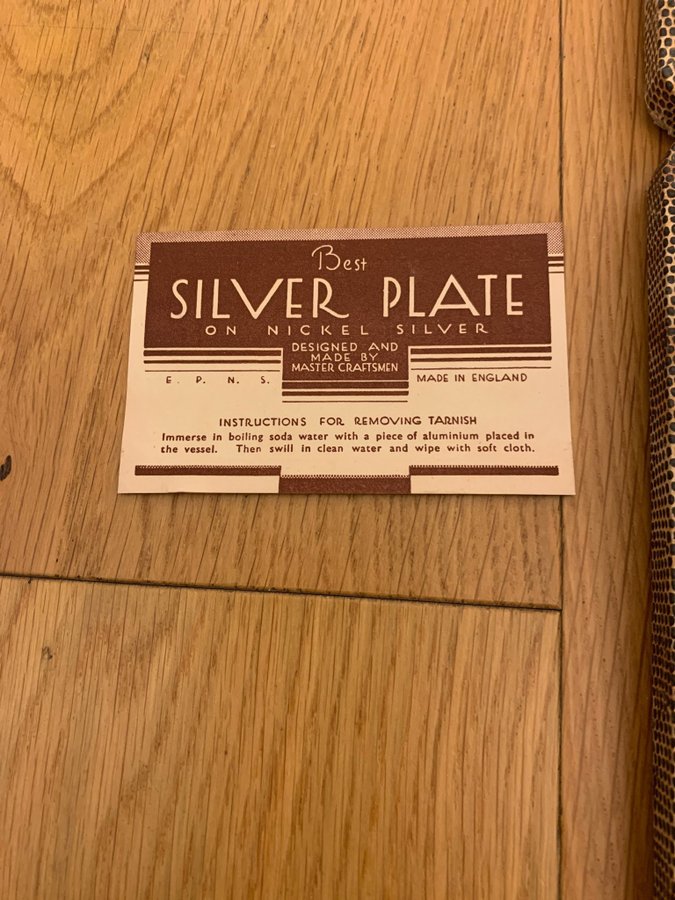 Best
SILVER PLATE
ON NICKEL SILVER
DESIGNED AND
MADE BY
MASTER CRAFTSMEN
E. P. N. S.
MADE IN ENGLAND
INSTRUCTIONS FOR REMOVING TARNISH
Immerse in boiling soda water with a piece of aluminium placed in
the vessel. Then swill in clean water and wipe with soft cloth.